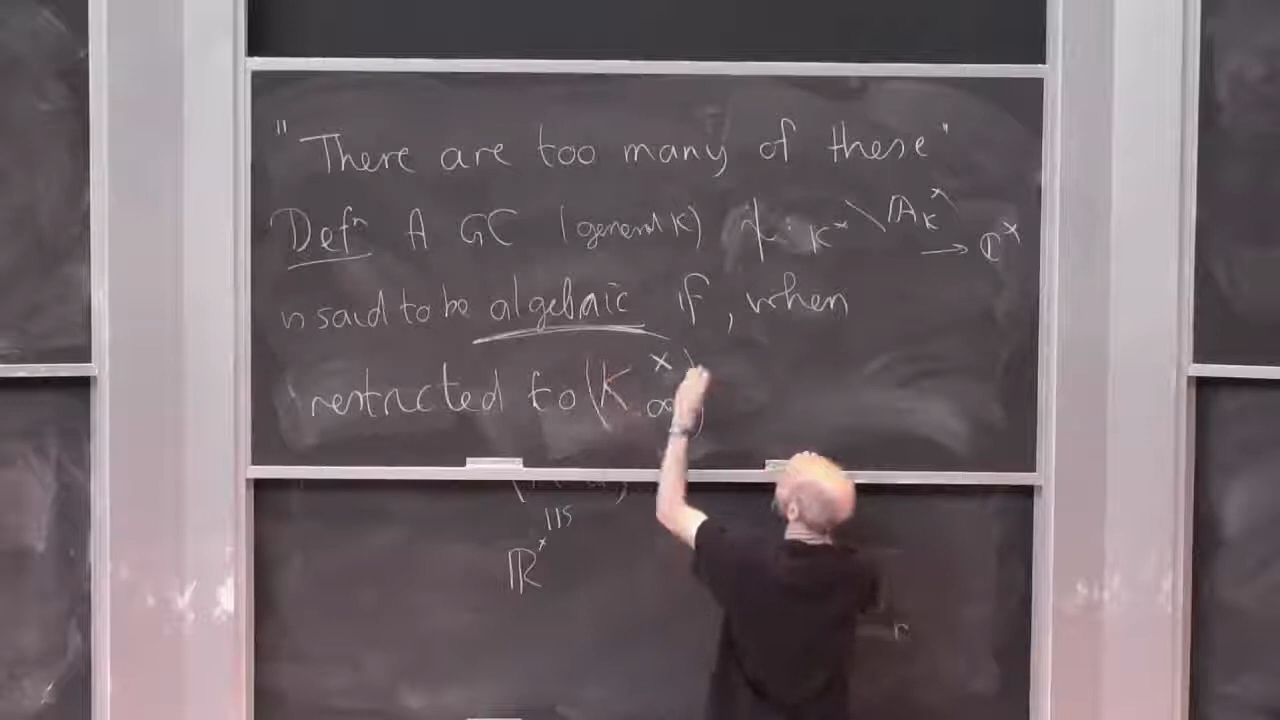 "There are too many of these"
Defⁿ A GC (general K) ψ: K^× \ 𝔸_K^× → ℂ^×
is said to be algebraic if, when
restricted to (K_∞^×)
IIS
ℝ^×